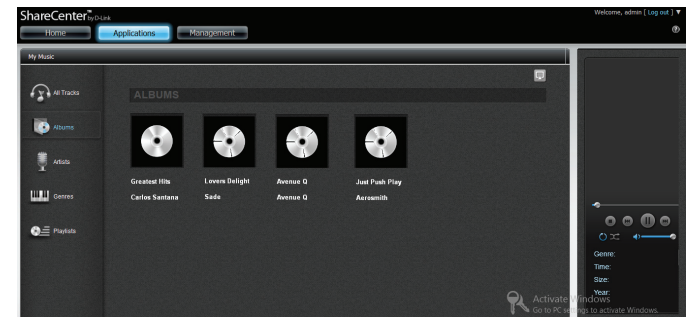 ShareCenter™ by D-Link
Welcome, admin [ Log out ] ▼
Home Applications Management
My Music
All Tracks
Albums
Artists
Genres
Playlists
ALBUMS
Greatest Hits
Carlos Santana
Lovers Delight
Sade
Avenue Q
Avenue Q
Just Push Play
Aerosmith
Genre:
Time:
Size:
Year:
Activate Windows
Go to PC settings to activate Windows.